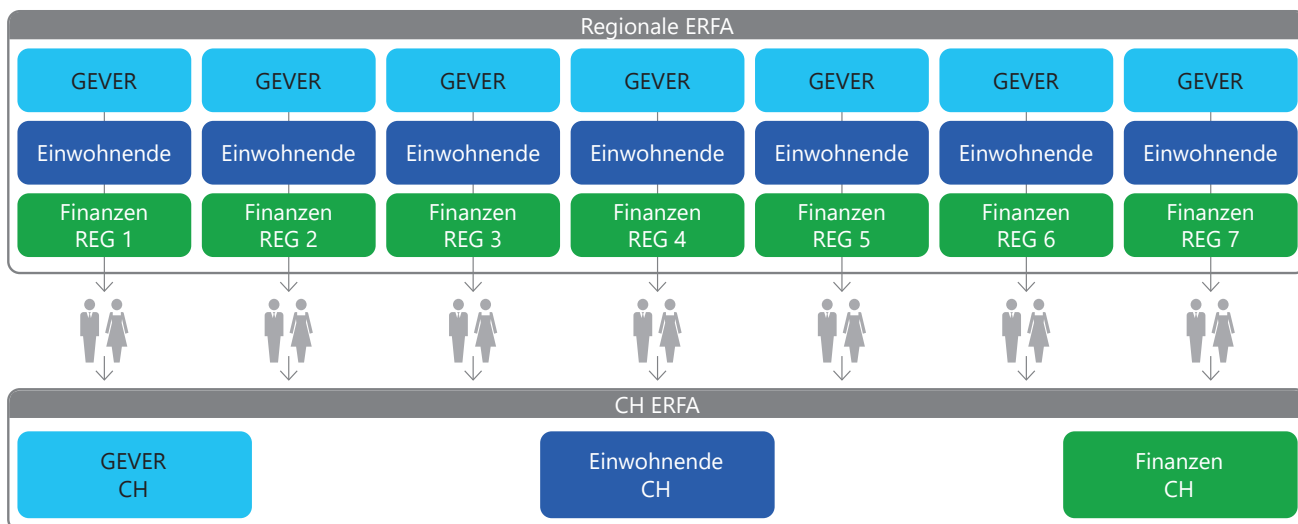 Regionale ERFA
GEVER GEVER GEVER GEVER GEVER GEVER GEVER
Einwohnende Einwohnende Einwohnende Einwohnende Einwohnende Einwohnende Einwohnende
Finanzen Finanzen Finanzen Finanzen Finanzen Finanzen Finanzen
REG 1 REG 2 REG 3 REG 4 REG 5 REG 6 REG 7
CH ERFA
GEVER Einwohnende Finanzen
CH CH CH